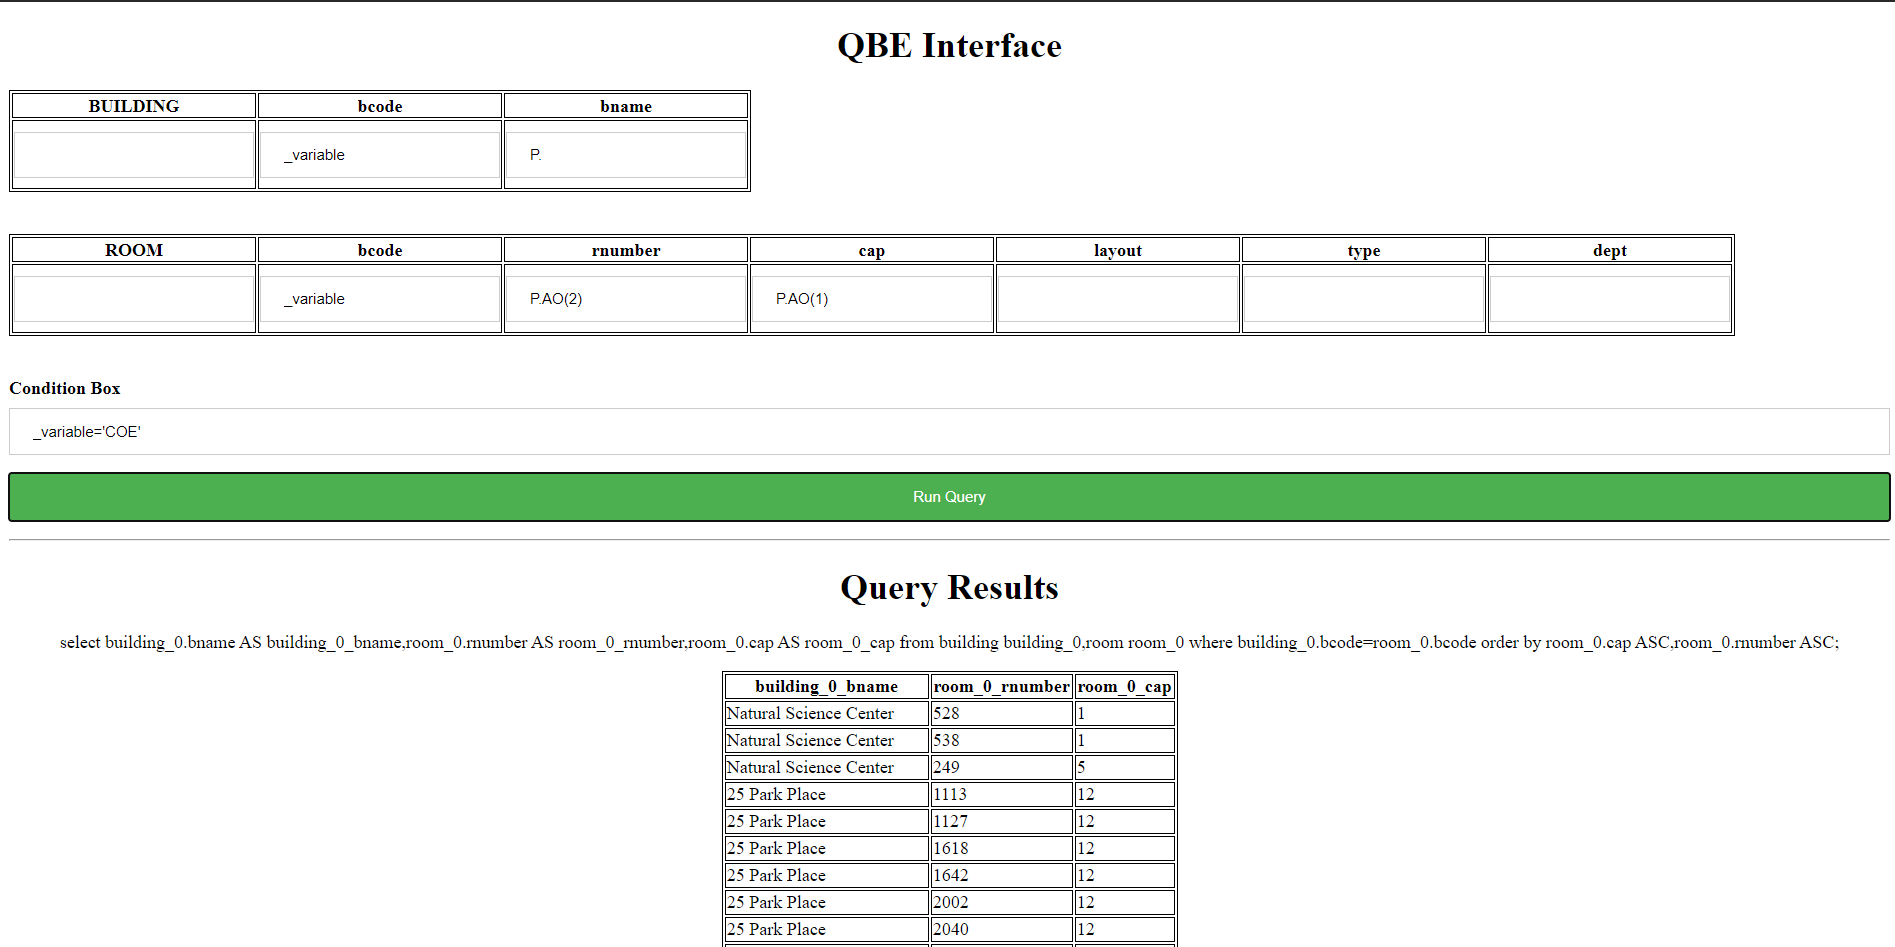 QBE Interface
BUILDING bcode bname
_variable P.
ROOM bcode rnumber cap layout type dept
_variable P.AO(2) P.AO(1)
Condition Box
_variable='COE'
Run Query
Query Results
select building_0.bname AS building_0_bname,room_0.rnumber AS room_0_rnumber,room_0.cap AS room_0_cap from building building_0,room room_0 where building_0.bcode=room_0.bcode order by room_0.cap ASC,room_0.rnumber ASC;
building_0_bname room_0_rnumber room_0_cap
Natural Science Center 528 1
Natural Science Center 538 1
Natural Science Center 249 5
25 Park Place 1113 12
25 Park Place 1127 12
25 Park Place 1618 12
25 Park Place 1642 12
25 Park Place 2002 12
25 Park Place 2040 12